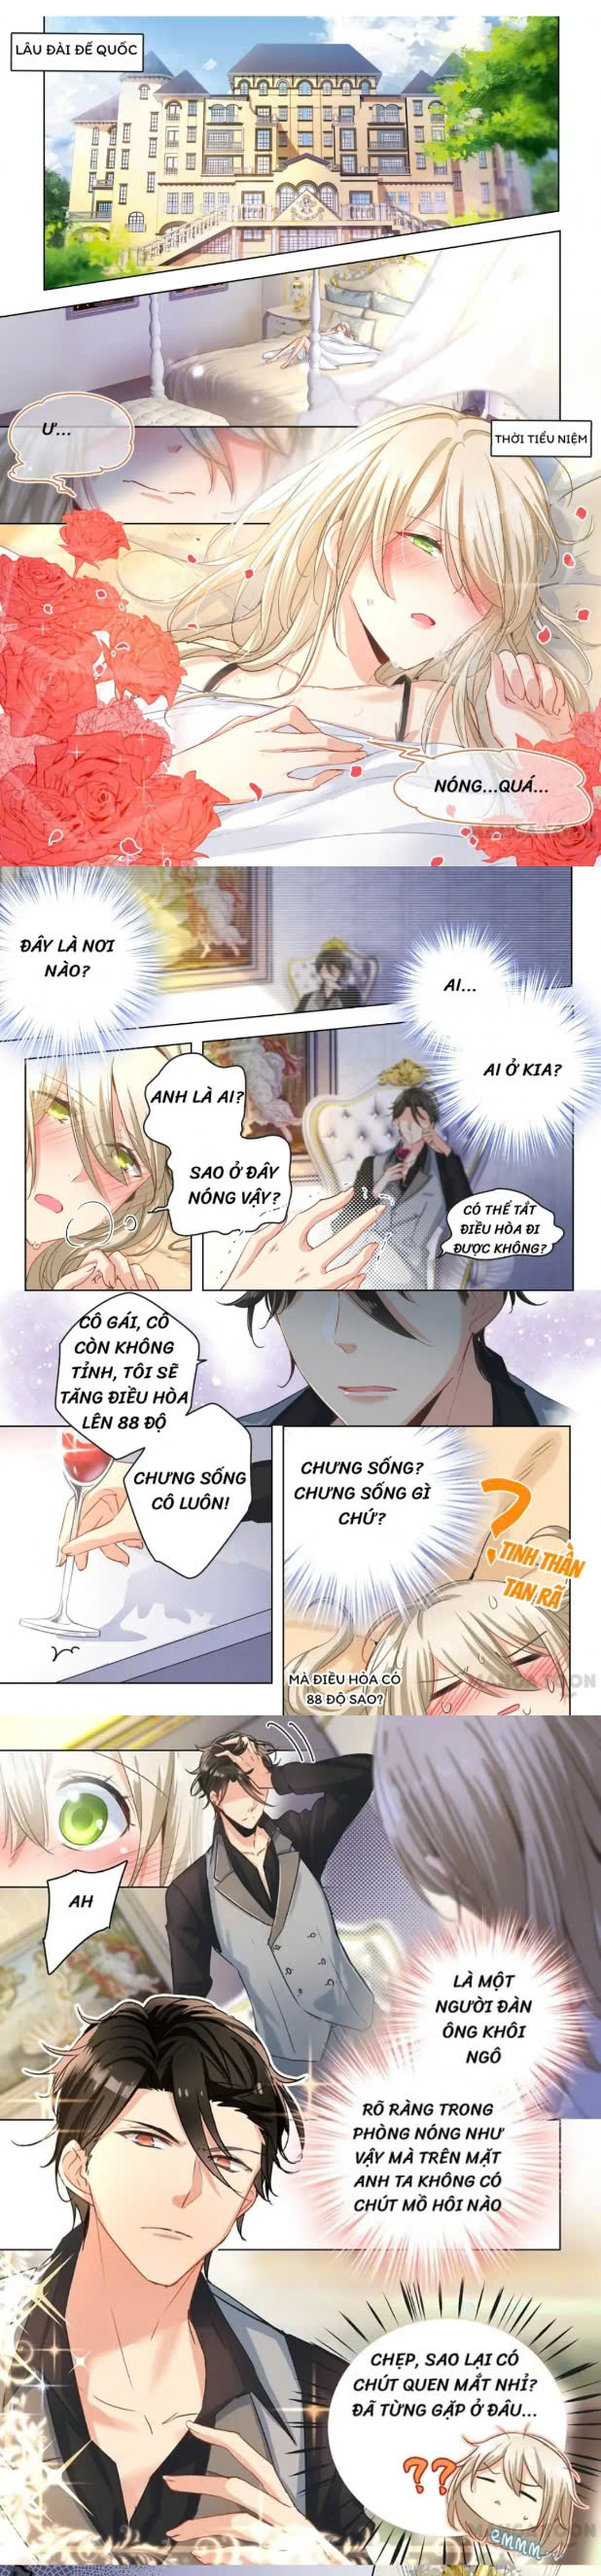 LÂU ĐÀI ĐẾ QUỐC
Ư...
THỜI TIỂU NIỆM
NÓNG...QUÁ...
ĐÂY LÀ NƠI
NÀO?
AI...
AI Ở KIA?
ANH LÀ AI?
SAO Ở ĐÂY
NÓNG VẬY?
CÓ THỂ TẮT
ĐIỀU HÒA ĐI
ĐƯỢC KHÔNG?
CÔ GÁI, CÔ
CÒN KHÔNG
TỈNH, TÔI SẼ
TĂNG ĐIỀU HÒA
LÊN 88 ĐỘ
CHƯNG SỐNG
CÔ LUÔN!
CHƯNG SỐNG?
CHƯNG SỐNG GÌ
CHỨ?
?
TINH THẦN
TAN RÃ
MÀ ĐIỀU HÒA CÓ
88 ĐỘ SAO?
AH
LÀ MỘT
NGƯỜI ĐÀN
ÔNG KHÔI
NGÔ
RÕ RÀNG TRONG
PHÒNG NÓNG NHƯ
VẬY MÀ TRÊN MẶT
ANH TA KHÔNG CÓ
CHÚT MỒ HÔI NÀO
CHẸP, SAO LẠI CÓ
CHÚT QUEN MẮT NHỈ?
ĐÃ TỪNG GẶP Ở ĐÂU...
??
emmm...